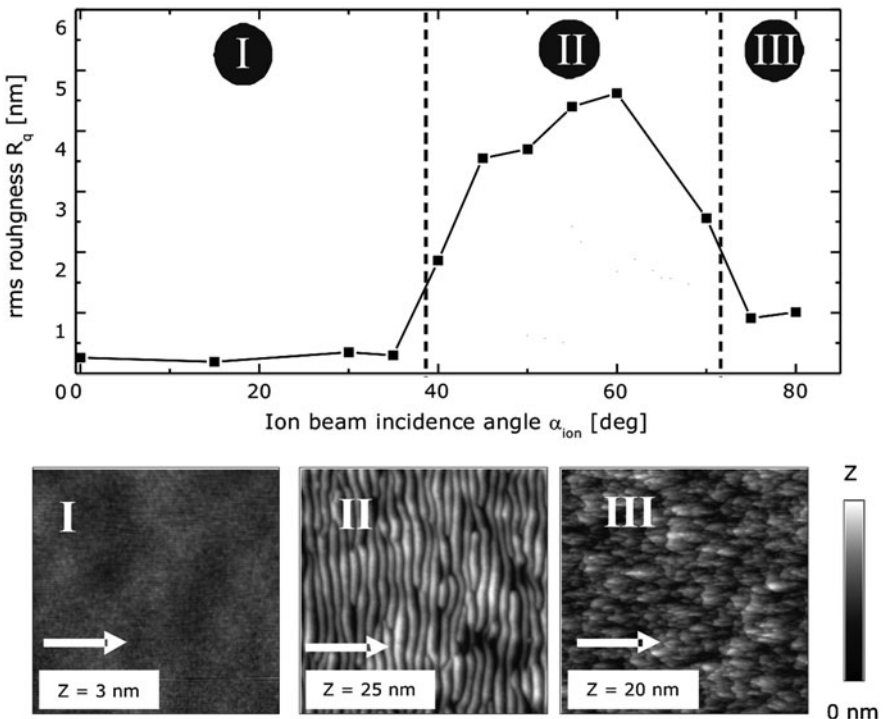 6
5
4
3
2
1
0
I
II
III
rms rouhgness R_q [nm]
0 20 40 60 80
Ion beam incidence angle α_ion [deg]
I
II
III
Z
Z = 3 nm
Z = 25 nm
Z = 20 nm
0 nm